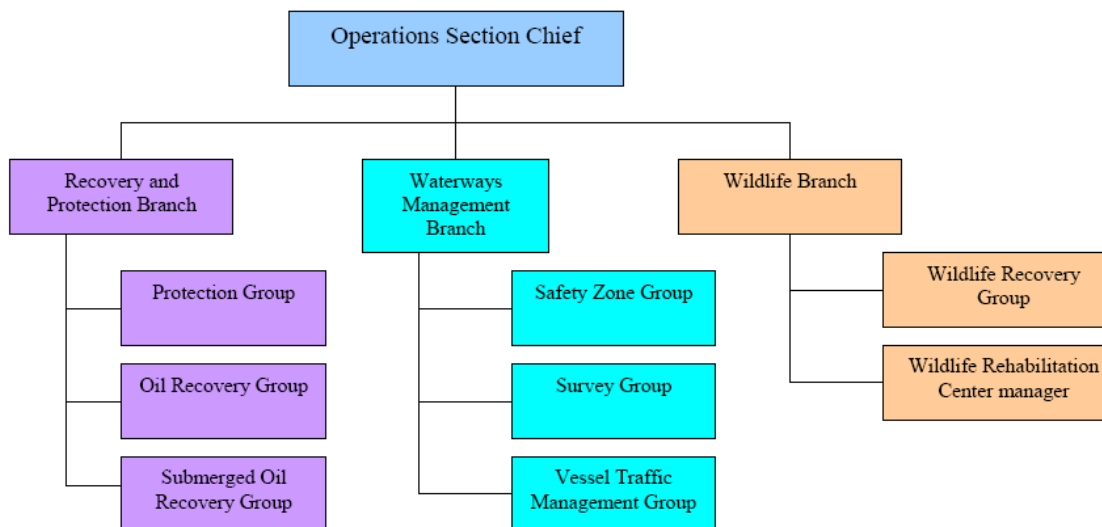 Operations Section Chief
Recovery and
Protection Branch
Waterways
Management
Branch
Wildlife Branch
Protection Group
Oil Recovery Group
Submerged Oil
Recovery Group
Safety Zone Group
Survey Group
Vessel Traffic
Management Group
Wildlife Recovery
Group
Wildlife Rehabilitation
Center manager